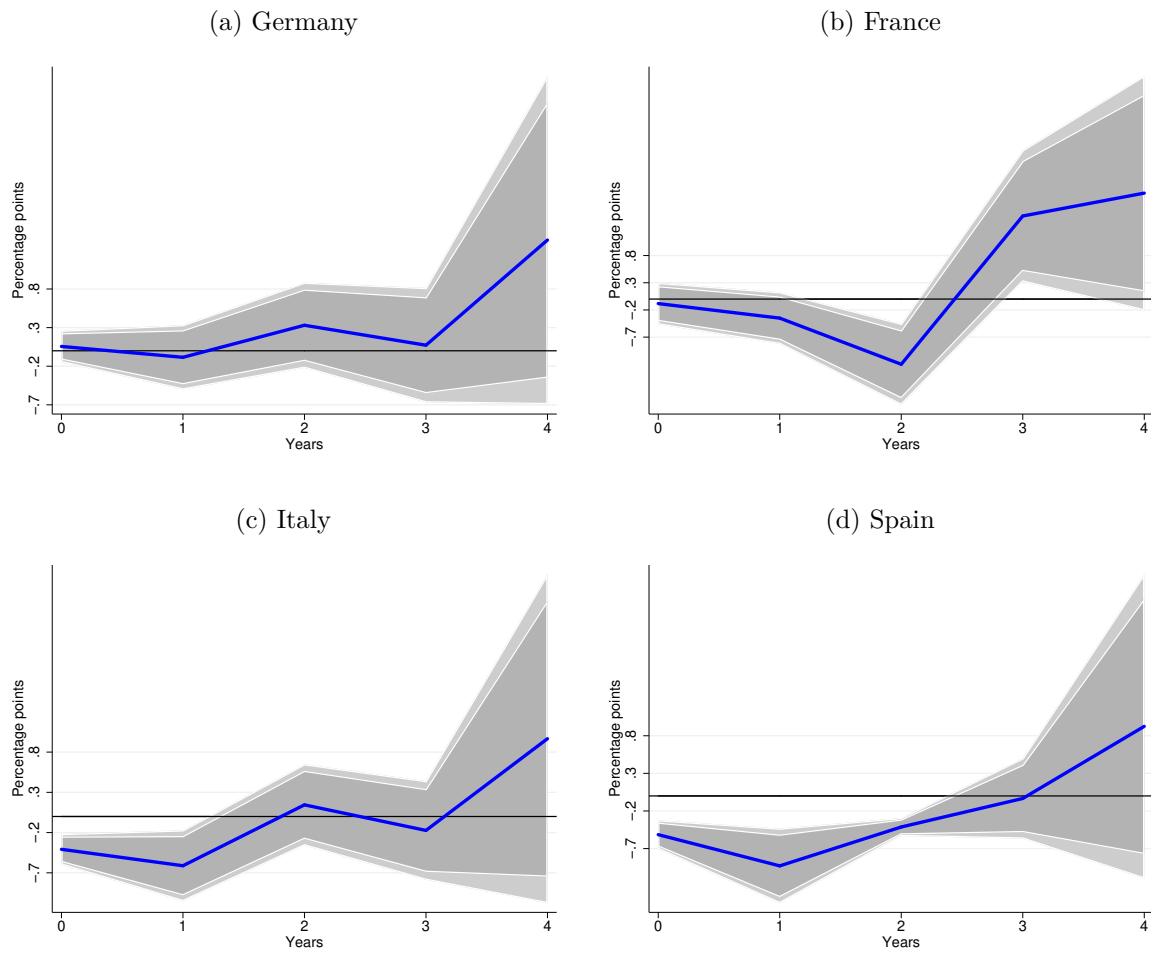 (a) Germany
Percentage points
.8
.3
−.2
−.7
0 1 2 3 4
Years
(b) France
Percentage points
.8
.3
−.2
−.7
0 1 2 3 4
Years
(c) Italy
Percentage points
.8
.3
−.2
−.7
0 1 2 3 4
Years
(d) Spain
Percentage points
.8
.3
−.2
−.7
0 1 2 3 4
Years